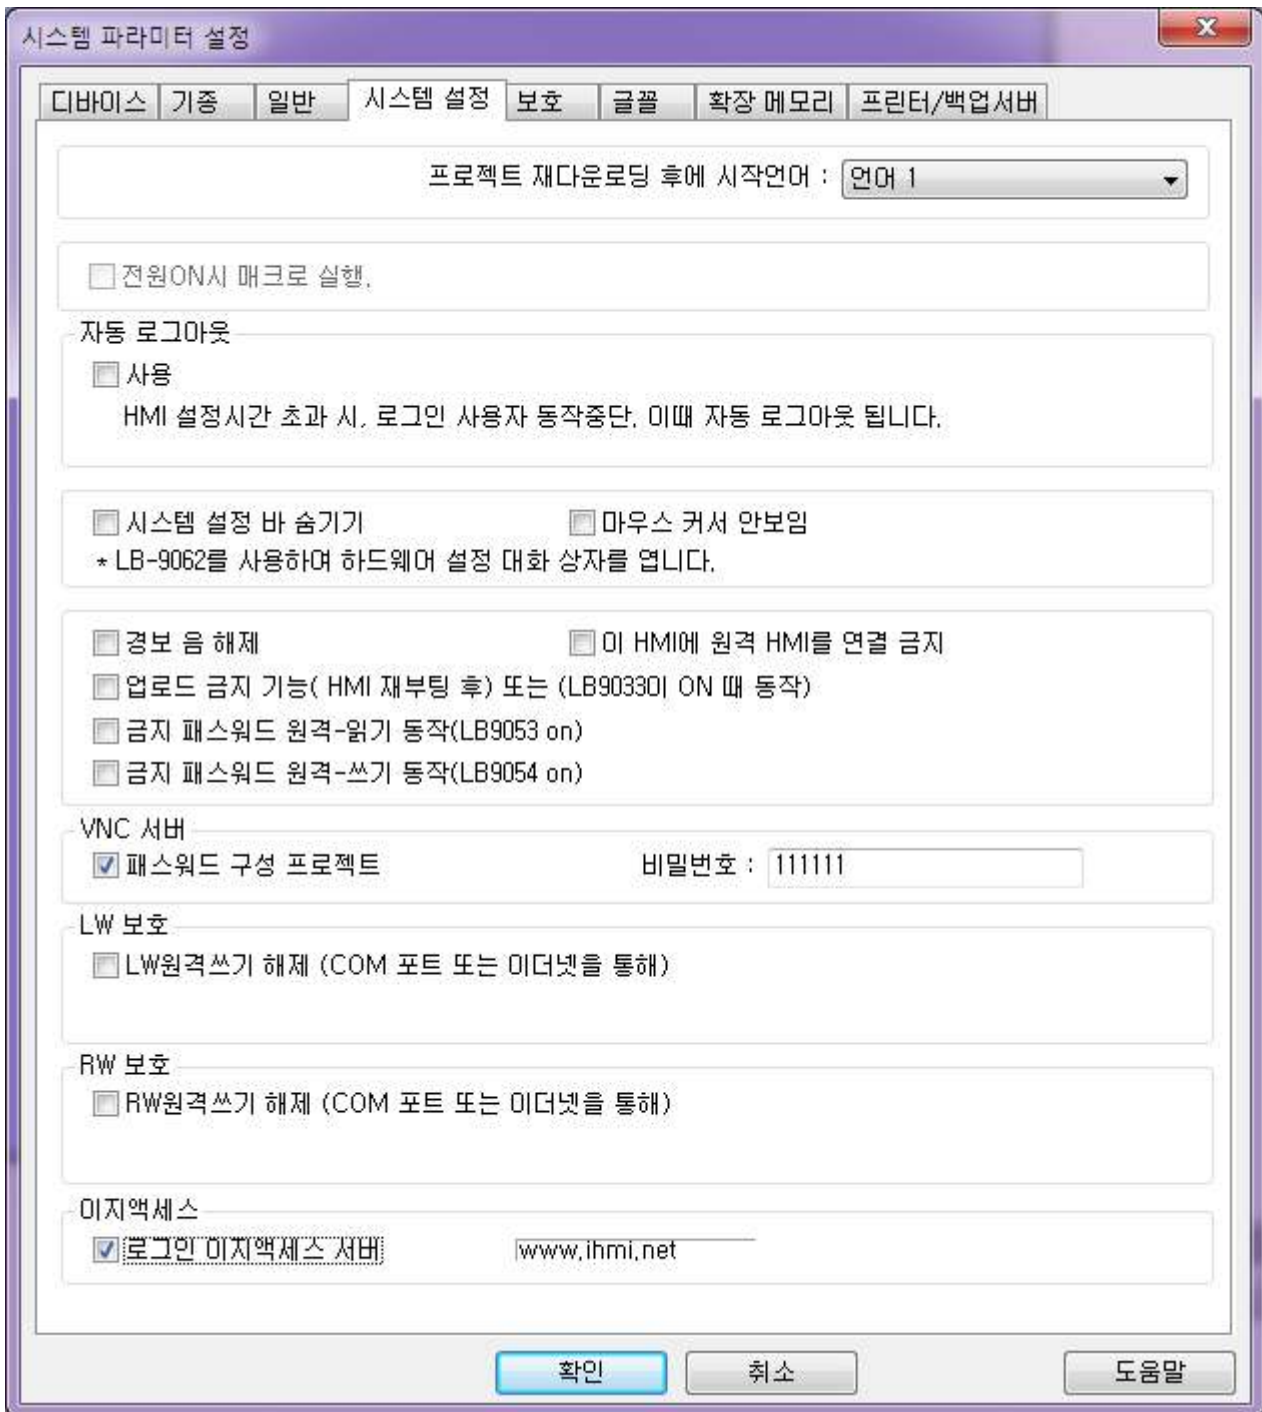 시스템 파라미터 설정
디바이스 기종 일반 시스템 설정 보호 글꼴 확장 메모리 프린터/백업서버
프로젝트 재다운로딩 후에 시작언어 : 언어 1
전원ON시 매크로 실행.
자동 로그아웃
사용
HMI 설정시간 초과 시, 로그인 사용자 동작중단. 이때 자동 로그아웃 됩니다.
시스템 설정 바 숨기기 마우스 커서 안보임
* LB-9062를 사용하여 하드웨어 설정 대화 상자를 엽니다.
경보 음 해제 이 HMI에 원격 HMI를 연결 금지
업로드 금지 기능( HMI 재부팅 후) 또는 (LB9033이 ON 때 동작)
금지 패스워드 원격-읽기 동작(LB9053 on)
금지 패스워드 원격-쓰기 동작(LB9054 on)
VNC 서버
패스워드 구성 프로젝트 비밀번호 : 111111
LW 보호
LW원격쓰기 해제 (COM 포트 또는 이더넷을 통해)
RW 보호
RW원격쓰기 해제 (COM 포트 또는 이더넷을 통해)
이지액세스
로그인 이지액세스 서버 www.ihmi.net
확인 취소 도움말